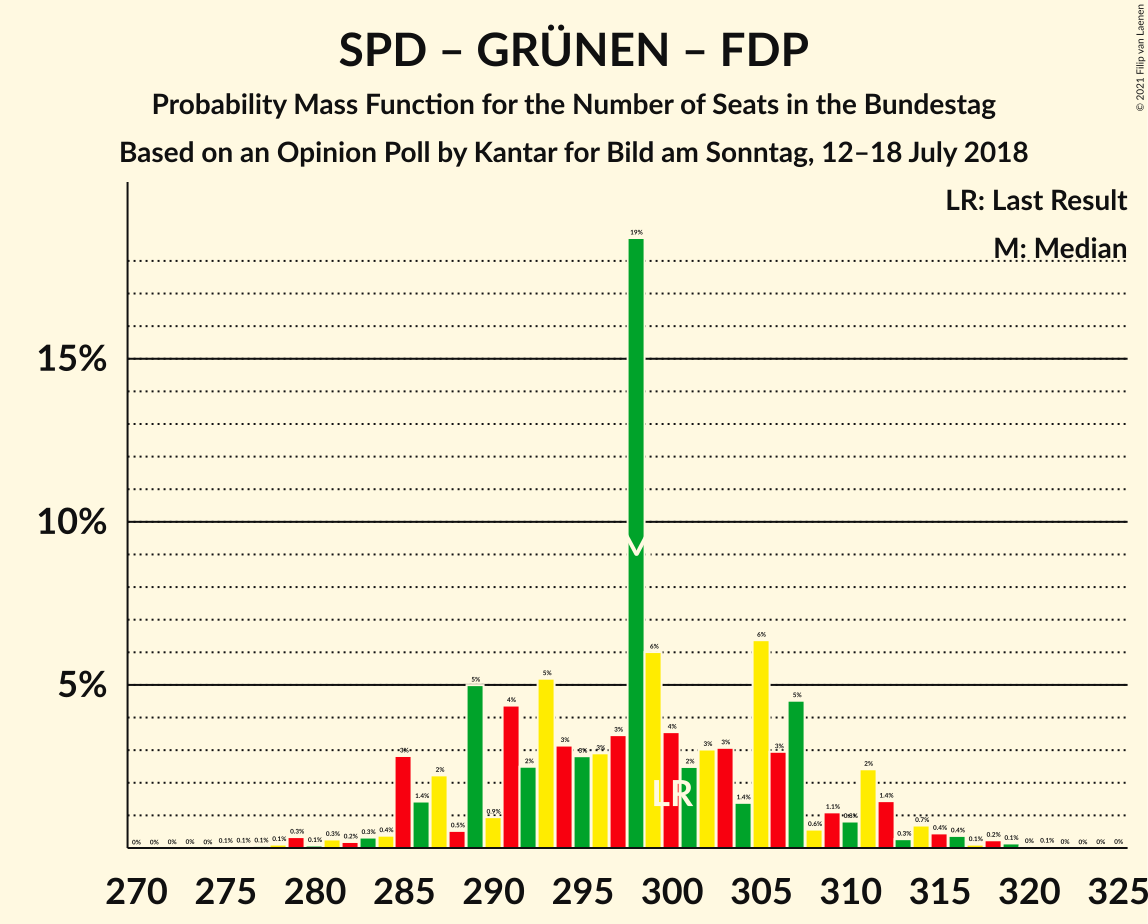 SPD – GRÜNEN – FDP
Probability Mass Function for the Number of Seats in the Bundestag
Based on an Opinion Poll by Kantar for Bild am Sonntag, 12–18 July 2018
© 2021 Filip van Laenen
LR: Last Result
M: Median
15%
10%
5%
0% 0% 0% 0% 0% 0.1% 0.1% 0.1% 0.1% 0.3% 0.1% 0.3% 0.2% 0.3% 0.4% 3% 1.4% 2% 0.5% 5% 0.9% 4% 2% 5% 3% 3% 3% 3% 19% 6% 4% 2% 3% 3% 1.4% 6% 3% 5% 0.6% 1.1% 0.8% 2% 1.4% 0.3% 0.7% 0.4% 0.4% 0.1% 0.2% 0.1% 0% 0.1% 0% 0% 0% 0%
M
LR
270 275 280 285 290 295 300 305 310 315 320 325